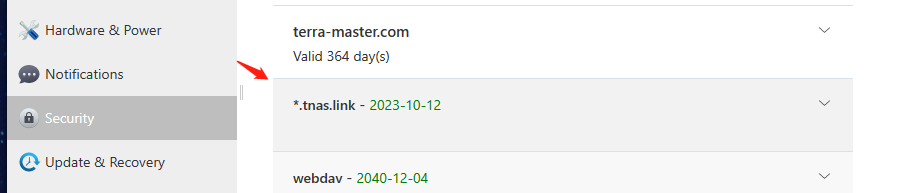 Hardware & Power
Notifications
Security
Update & Recovery
terra-master.com
Valid 364 day(s)
*.tnas.link - 2023-10-12
webdav - 2040-12-04